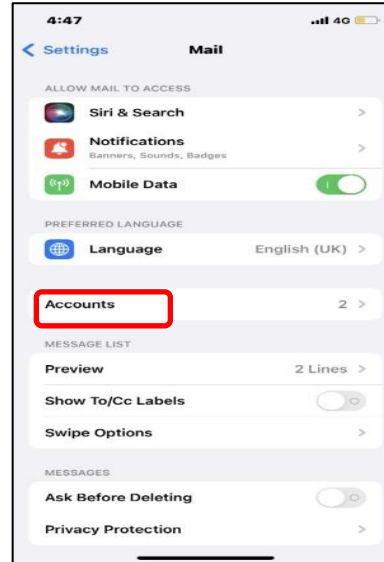 4:47
4G
Settings
Mail
ALLOW MAIL TO ACCESS
Siri & Search
Notifications
Banners, Sounds, Badges
Mobile Data
PREFERRED LANGUAGE
Language English (UK)
Accounts 2
MESSAGE LIST
Preview 2 Lines
Show To/Cc Labels
Swipe Options
MESSAGES
Ask Before Deleting
Privacy Protection